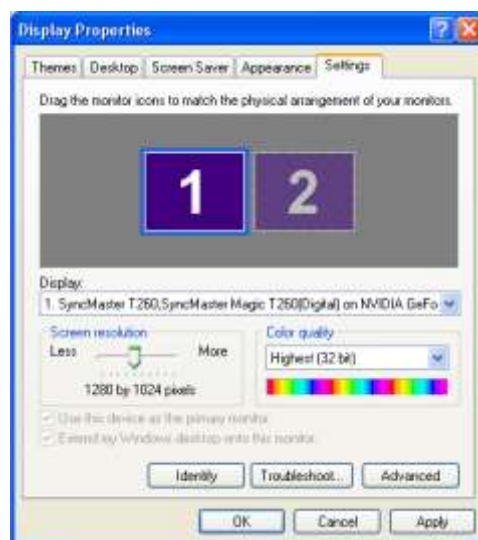 Display Properties
Themes Desktop Screen Saver Appearance Settings
Drag the monitor icons to match the physical arrangement of your monitors.
1 2
Display:
1. SyncMaster T260,SyncMaster Magic T260(Digital) on NVIDIA GeFo
Screen resolution
Less More
1280 by 1024 pixels
Color quality
Highest (32 bit)
Use this device as the primary monitor.
Extend my Windows desktop onto this monitor.
Identify Troubleshoot... Advanced
OK Cancel Apply